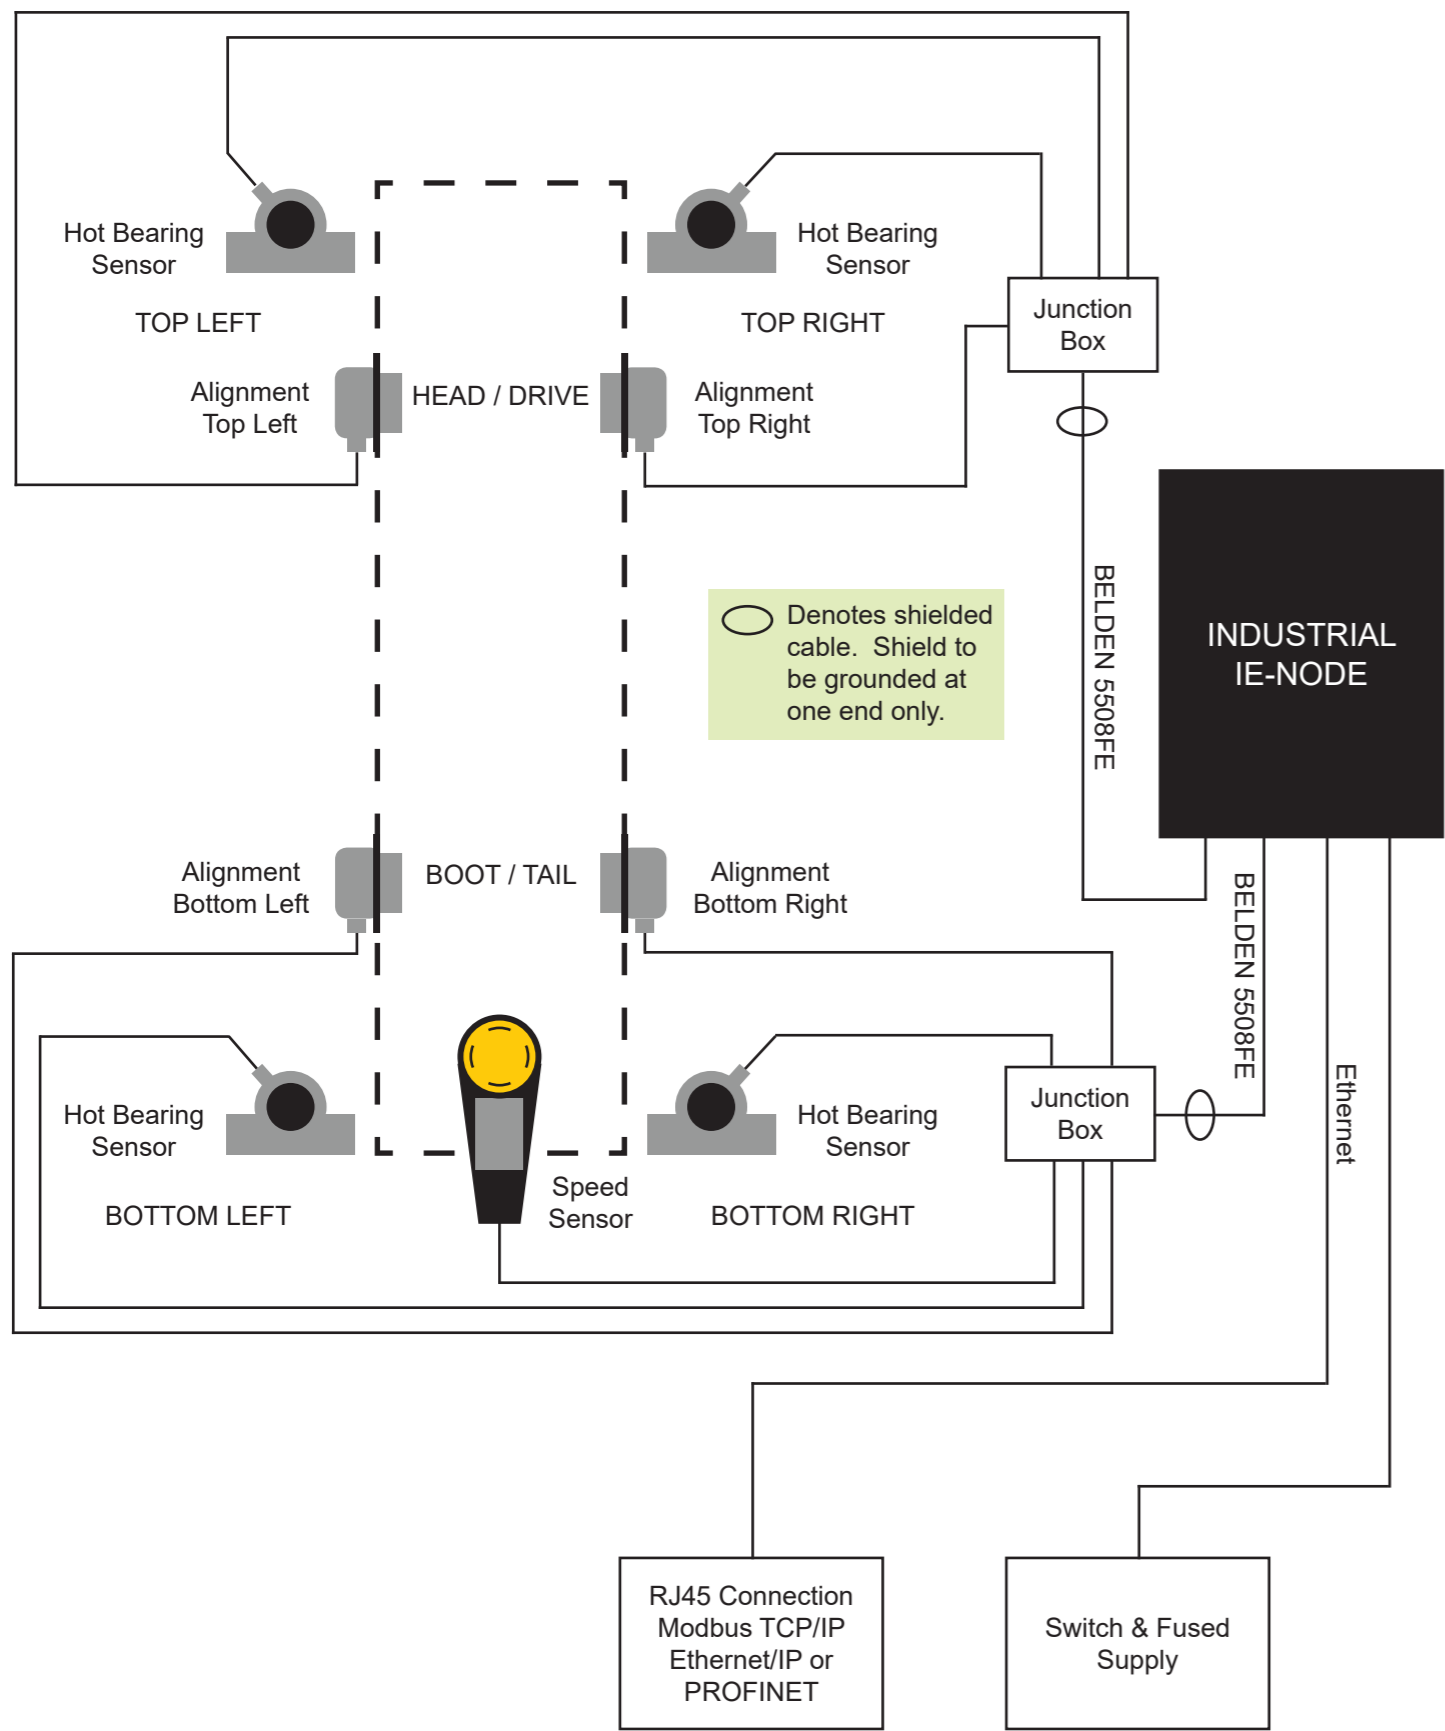 Hot Bearing
Sensor
TOP LEFT
Hot Bearing
Sensor
TOP RIGHT
Junction
Box
Alignment
Top Left
HEAD / DRIVE
Alignment
Top Right
BELDEN 5508FE
INDUSTRIAL
IE-NODE
Denotes shielded
cable.  Shield to
be grounded at
one end only.
Alignment
Bottom Left
BOOT / TAIL
Alignment
Bottom Right
BELDEN 5508FE
Ethernet
Hot Bearing
Sensor
BOTTOM LEFT
Speed
Sensor
Hot Bearing
Sensor
BOTTOM RIGHT
Junction
Box
RJ45 Connection
Modbus TCP/IP
Ethernet/IP or
PROFINET
Switch & Fused
Supply